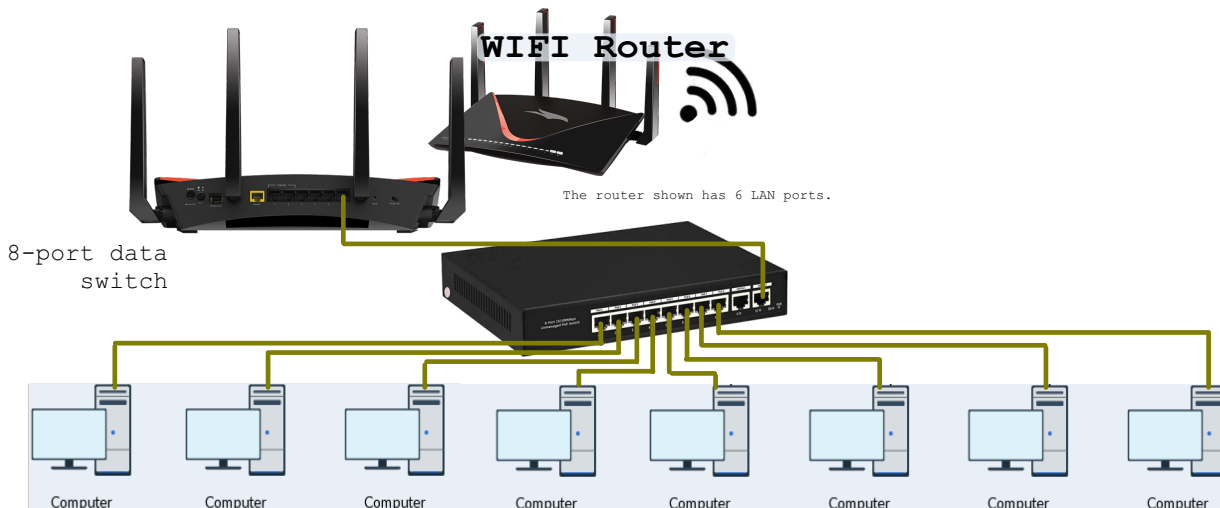 WIFI Router
The router shown has 6 LAN ports.
8-port data
switch
Computer
Computer
Computer
Computer
Computer
Computer
Computer
Computer